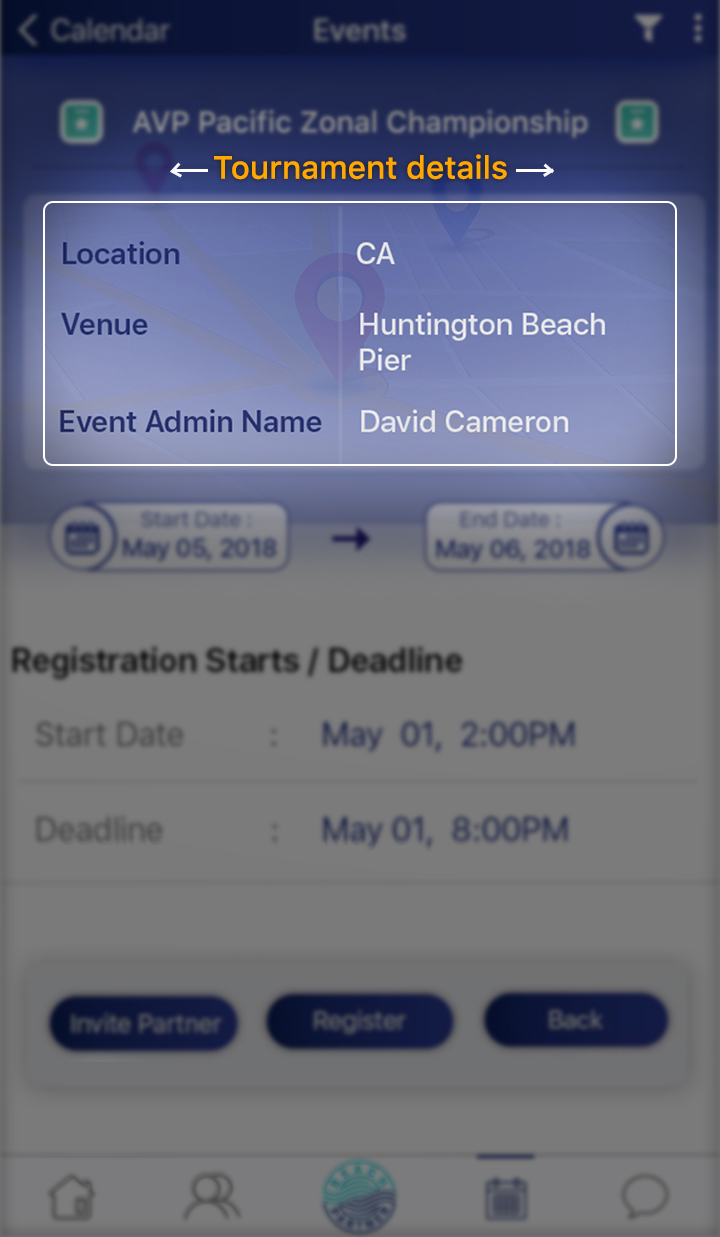 Calendar
Events
AVP Pacific Zonal Championship
Tournament details
Location CA
Venue Huntington Beach
Pier
Event Admin Name David Cameron
Start Date :
May 05, 2018
End Date :
May 06, 2018
Registration Starts / Deadline
Start Date : May 01, 2:00PM
Deadline : May 01, 8:00PM
Invite Partner
Register
Back
BEACH
PARTNER